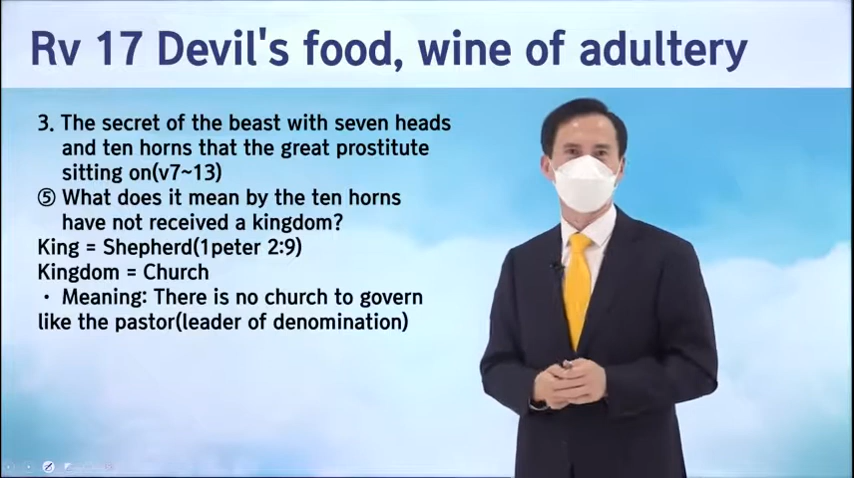 Rv 17 Devil's food, wine of adultery
3. The secret of the beast with seven heads
and ten horns that the great prostitute
sitting on(v7~13)
⑤ What does it mean by the ten horns
have not received a kingdom?
King = Shepherd(1peter 2:9)
Kingdom = Church
・ Meaning: There is no church to govern
like the pastor(leader of denomination)